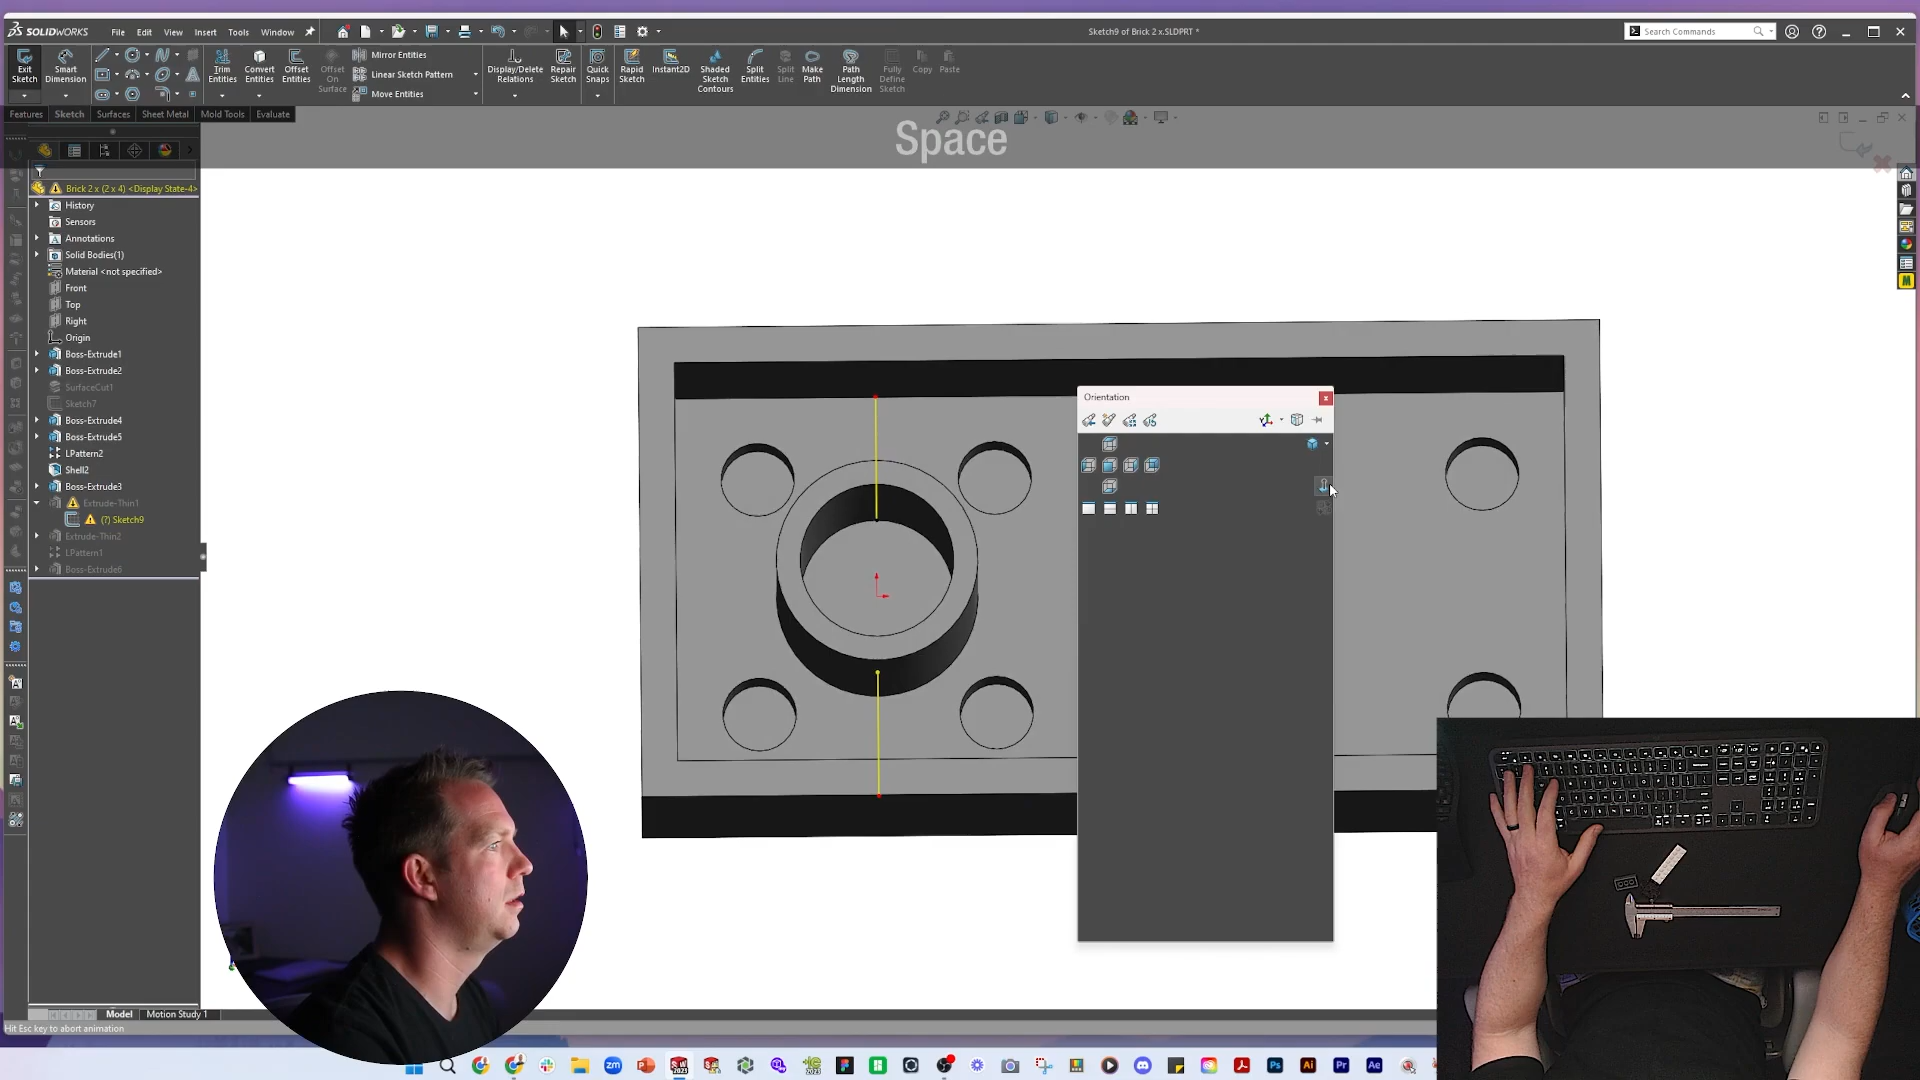 SOLIDWORKS
File Edit View Insert Tools Window
Sketch9 of Brick 2 x.SLDPRT *
Search Commands
Exit Sketch
Smart Dimension
Trim Entities
Convert Entities
Offset Entities
Offset On Surface
Mirror Entities
Linear Sketch Pattern
Move Entities
Display/Delete Relations
Repair Sketch
Quick Snaps
Rapid Sketch
Instant2D
Shaded Sketch Contours
Split Entities
Split Line
Make Path
Path Length Dimension
Fully Define Sketch
Copy
Paste
Features Sketch Surfaces Sheet Metal Mold Tools Evaluate
Space
Brick 2 x (2 x 4) <Display State-4>
History
Sensors
Annotations
Solid Bodies(1)
Material <not specified>
Front
Top
Right
Origin
Boss-Extrude1
Boss-Extrude2
SurfaceCut1
Sketch7
Boss-Extrude4
Boss-Extrude5
LPattern2
Shell2
Boss-Extrude3
Extrude-Thin1
(?) Sketch9
Extrude-Thin2
LPattern1
Boss-Extrude6
Orientation
Model Motion Study 1
Hit Esc key to abort animation